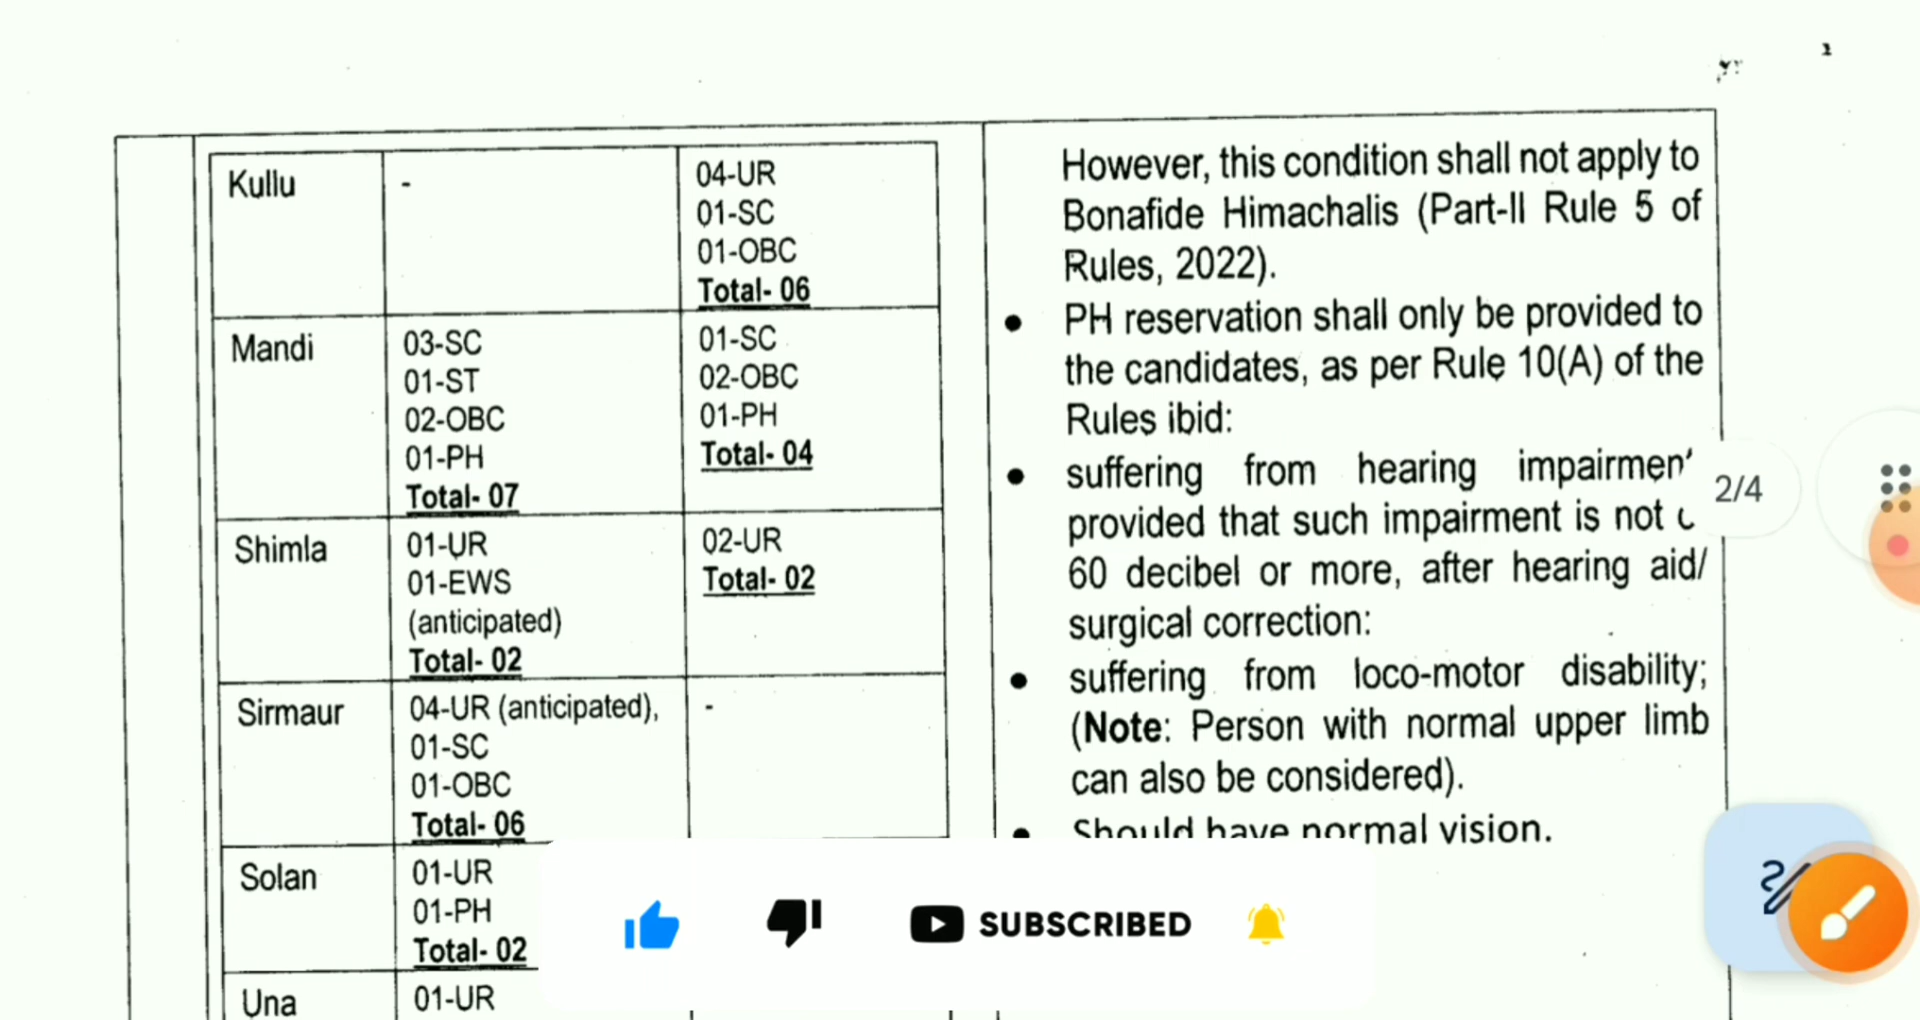 2
Kullu
-
04-UR
01-SC
01-OBC
Total- 06
Mandi
03-SC
01-ST
02-OBC
01-PH
Total- 07
01-SC
02-OBC
01-PH
Total- 04
Shimla
01-UR
01-EWS
(anticipated)
Total- 02
02-UR
Total- 02
Sirmaur
04-UR (anticipated),
01-SC
01-OBC
Total- 06
-
Solan
01-UR
01-PH
Total- 02
Una
01-UR
However, this condition shall not apply to
Bonafide Himachalis (Part-II Rule 5 of
Rules, 2022).
• PH reservation shall only be provided to
the candidates, as per Rule 10(A) of the
Rules ibid:
• suffering from hearing impairmen
provided that such impairment is not
60 decibel or more, after hearing aid/
surgical correction:
• suffering from loco-motor disability;
(Note: Person with normal upper limb
can also be considered).
• Should have normal vision.
2/4
SUBSCRIBED